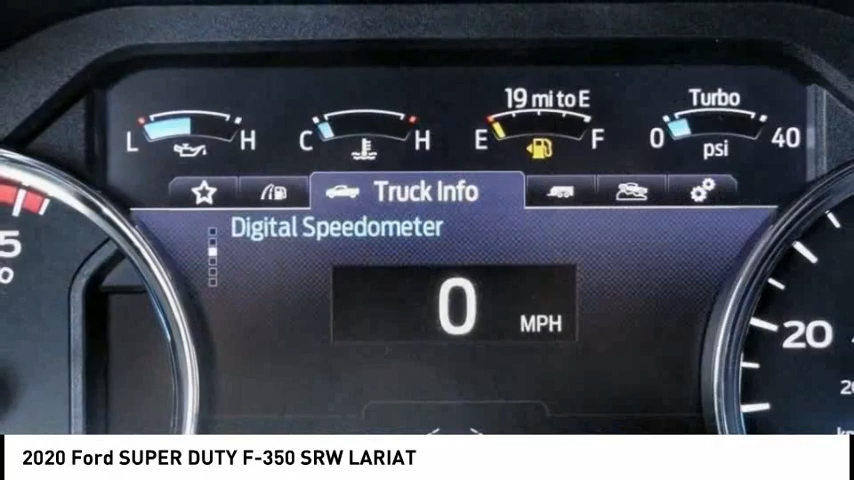 19 mi to E
Turbo
L H
C H
E F
0 40
psi
Truck Info
Digital Speedometer
0
MPH
5
20
2020 Ford SUPER DUTY F-350 SRW LARIAT